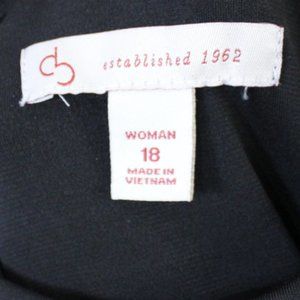 cb established 1962
WOMAN
18
MADE IN
VIETNAM